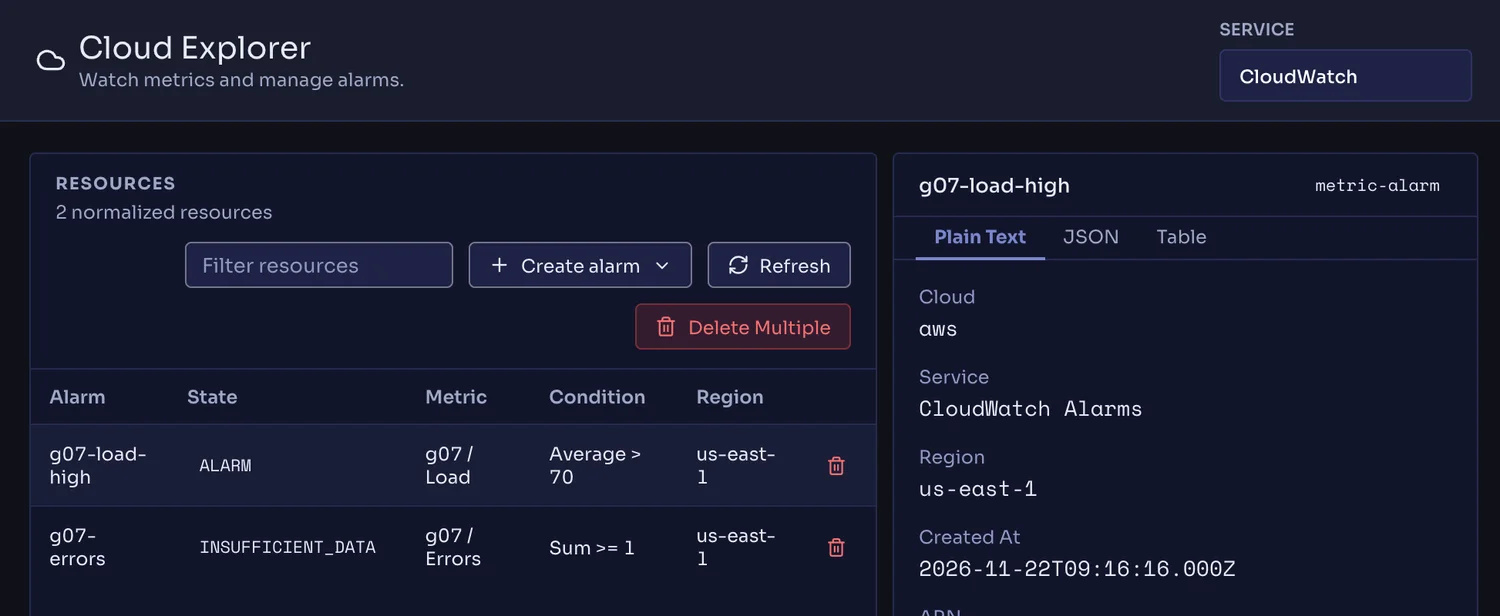 Cloud Explorer
Watch metrics and manage alarms.
SERVICE
CloudWatch
RESOURCES
2 normalized resources
Filter resources
Create alarm
Refresh
Delete Multiple
Alarm State Metric Condition Region
g07-load-
high
ALARM
g07 /
Load
Average >
70
us-east-
1
g07-
errors
INSUFFICIENT_DATA
g07 /
Errors
Sum >= 1
us-east-
1
g07-load-high
metric-alarm
Plain Text JSON Table
Cloud
aws
Service
CloudWatch Alarms
Region
us-east-1
Created At
2026-11-22T09:16:16.000Z
ARN